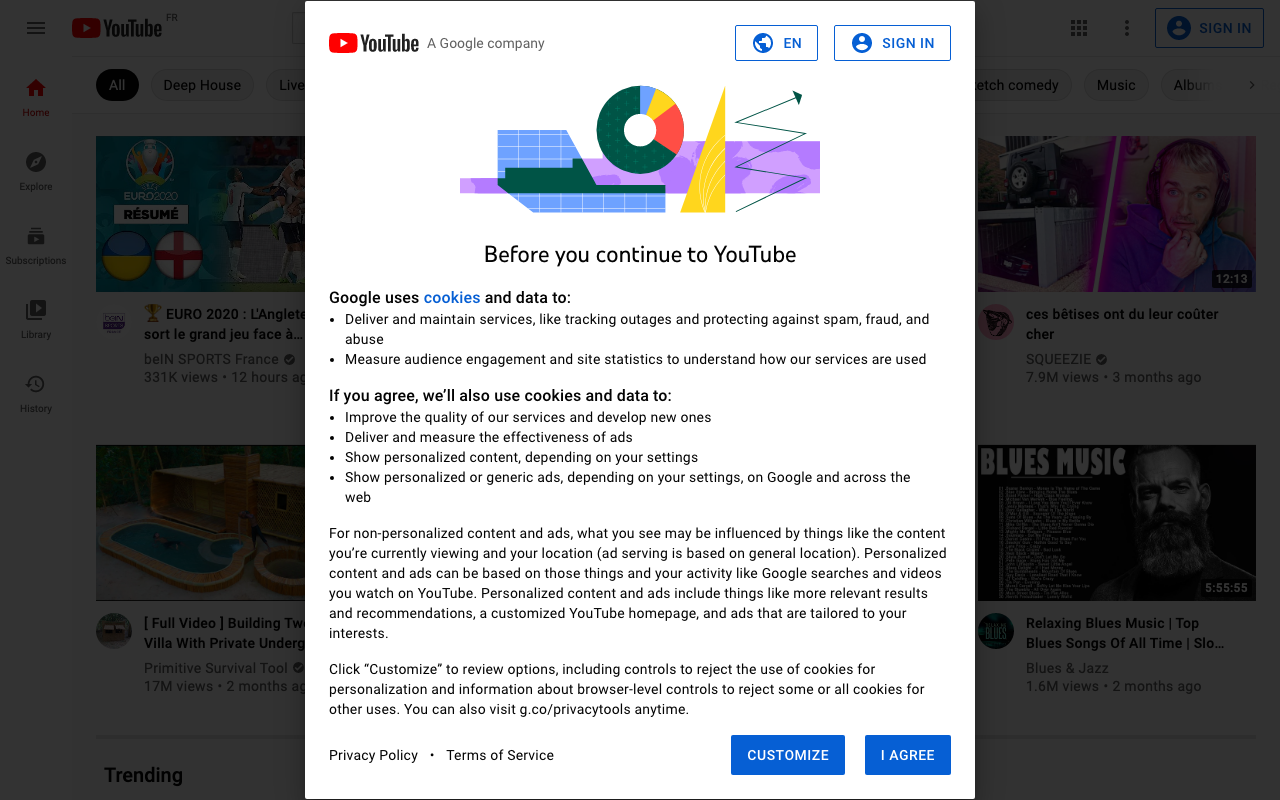 YouTube FR
SIGN IN
YouTube A Google company
EN
SIGN IN
All
Deep House
Live
etch comedy
Music
Album
Home
Explore
Subscriptions
Library
History
EURO2020
RÉSUMÉ
12:13
🏆 EURO 2020 : L'Anglete
sort le grand jeu face à…
beIN SPORTS France
331K views • 12 hours ag
ces bêtises ont du leur coûter
cher
SQUEEZIE
7.9M views • 3 months ago
Before you continue to YouTube
Google uses cookies and data to:
• Deliver and maintain services, like tracking outages and protecting against spam, fraud, and
abuse
• Measure audience engagement and site statistics to understand how our services are used
If you agree, we’ll also use cookies and data to:
• Improve the quality of our services and develop new ones
• Deliver and measure the effectiveness of ads
• Show personalized content, depending on your settings
• Show personalized or generic ads, depending on your settings, on Google and across the
web
For non-personalized content and ads, what you see may be influenced by things like the content
you’re currently viewing and your location (ad serving is based on general location). Personalized
content and ads can be based on those things and your activity like Google searches and videos
you watch on YouTube. Personalized content and ads include things like more relevant results
and recommendations, a customized YouTube homepage, and ads that are tailored to your
interests.
Click “Customize” to review options, including controls to reject the use of cookies for
personalization and information about browser-level controls to reject some or all cookies for
other uses. You can also visit g.co/privacytools anytime.
Privacy Policy • Terms of Service
CUSTOMIZE
I AGREE
[ Full Video ] Building Two
Villa With Private Underg
Primitive Survival Tool
17M views • 2 months ag
BLUES MUSIC
5:55:55
Relaxing Blues Music | Top
Blues Songs Of All Time | Slo…
Blues & Jazz
1.6M views • 2 months ago
Trending